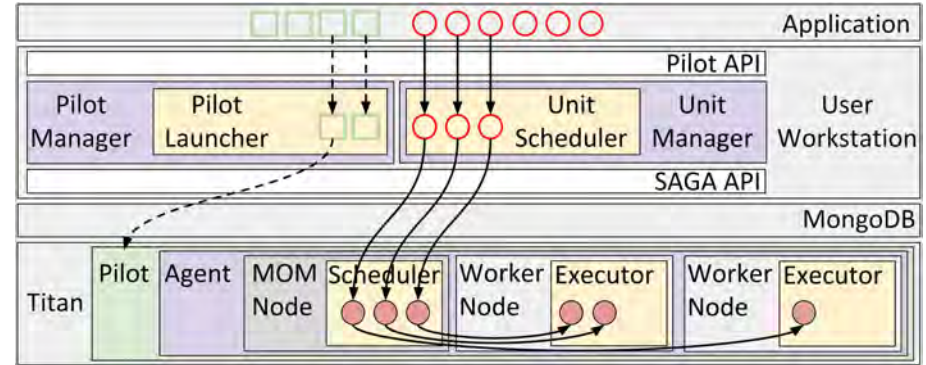 Application
Pilot API
Pilot
Manager
Pilot
Launcher
Unit
Scheduler
Unit
Manager
User
Workstation
SAGA API
MongoDB
Titan
Pilot
Agent
MOM
Node
Scheduler
Worker
Node
Executor
Worker
Node
Executor